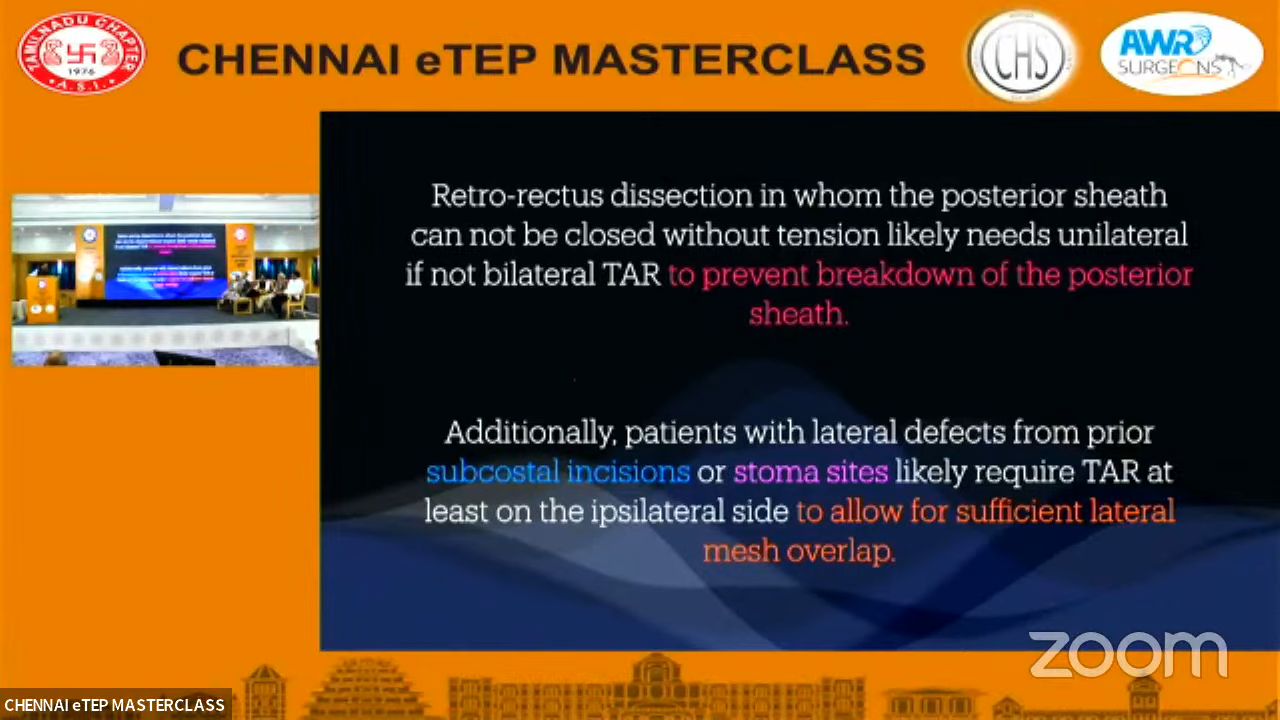 TAMILNADU CHAPTER
1976
A.S.I.
CHENNAI eTEP MASTERCLASS
CHS
AWR
SURGEONS
Retro-rectus dissection in whom the posterior sheath
can not be closed without tension likely needs unilateral
if not bilateral TAR to prevent breakdown of the posterior
sheath.
Additionally, patients with lateral defects from prior
subcostal incisions or stoma sites likely require TAR at
least on the ipsilateral side to allow for sufficient lateral
mesh overlap.
zoom
CHENNAI eTEP MASTERCLASS